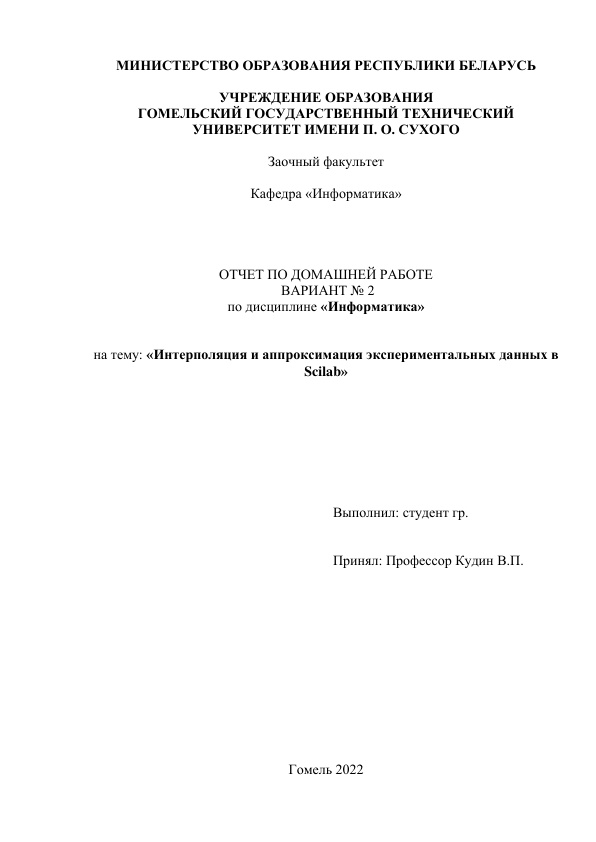 МИНИСТЕРСТВО ОБРАЗОВАНИЯ РЕСПУБЛИКИ БЕЛАРУСЬ
УЧРЕЖДЕНИЕ ОБРАЗОВАНИЯ
ГОМЕЛЬСКИЙ ГОСУДАРСТВЕННЫЙ ТЕХНИЧЕСКИЙ
УНИВЕРСИТЕТ ИМЕНИ П. О. СУХОГО
Заочный факультет
Кафедра «Информатика»
ОТЧЕТ ПО ДОМАШНЕЙ РАБОТЕ
ВАРИАНТ № 2
по дисциплине «Информатика»
на тему: «Интерполяция и аппроксимация экспериментальных данных в
Scilab»
Выполнил: студент гр.
Принял: Профессор Кудин В.П.
Гомель 2022